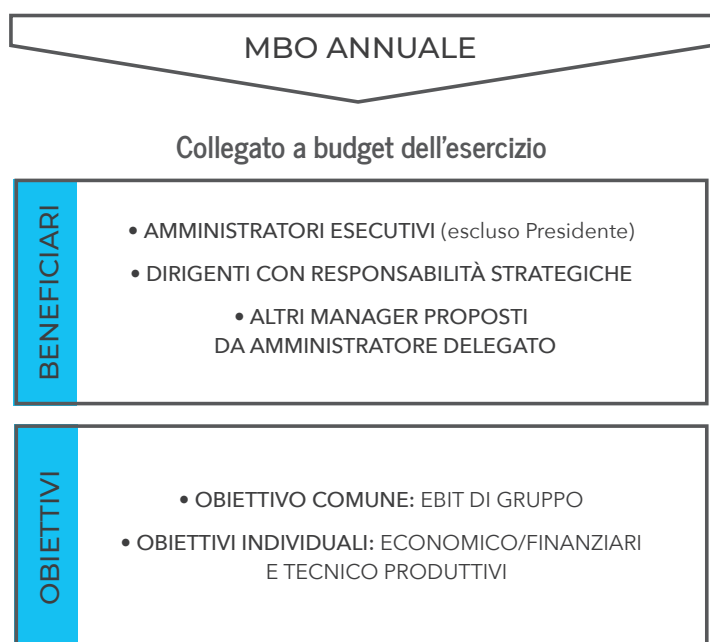 MBO ANNUALE
Collegato a budget dell'esercizio
BENEFICIARI
• AMMINISTRATORI ESECUTIVI (escluso Presidente)
• DIRIGENTI CON RESPONSABILITÀ STRATEGICHE
• ALTRI MANAGER PROPOSTI
DA AMMINISTRATORE DELEGATO
OBIETTIVI
• OBIETTIVO COMUNE: EBIT DI GRUPPO
• OBIETTIVI INDIVIDUALI: ECONOMICO/FINANZIARI
E TECNICO PRODUTTIVI